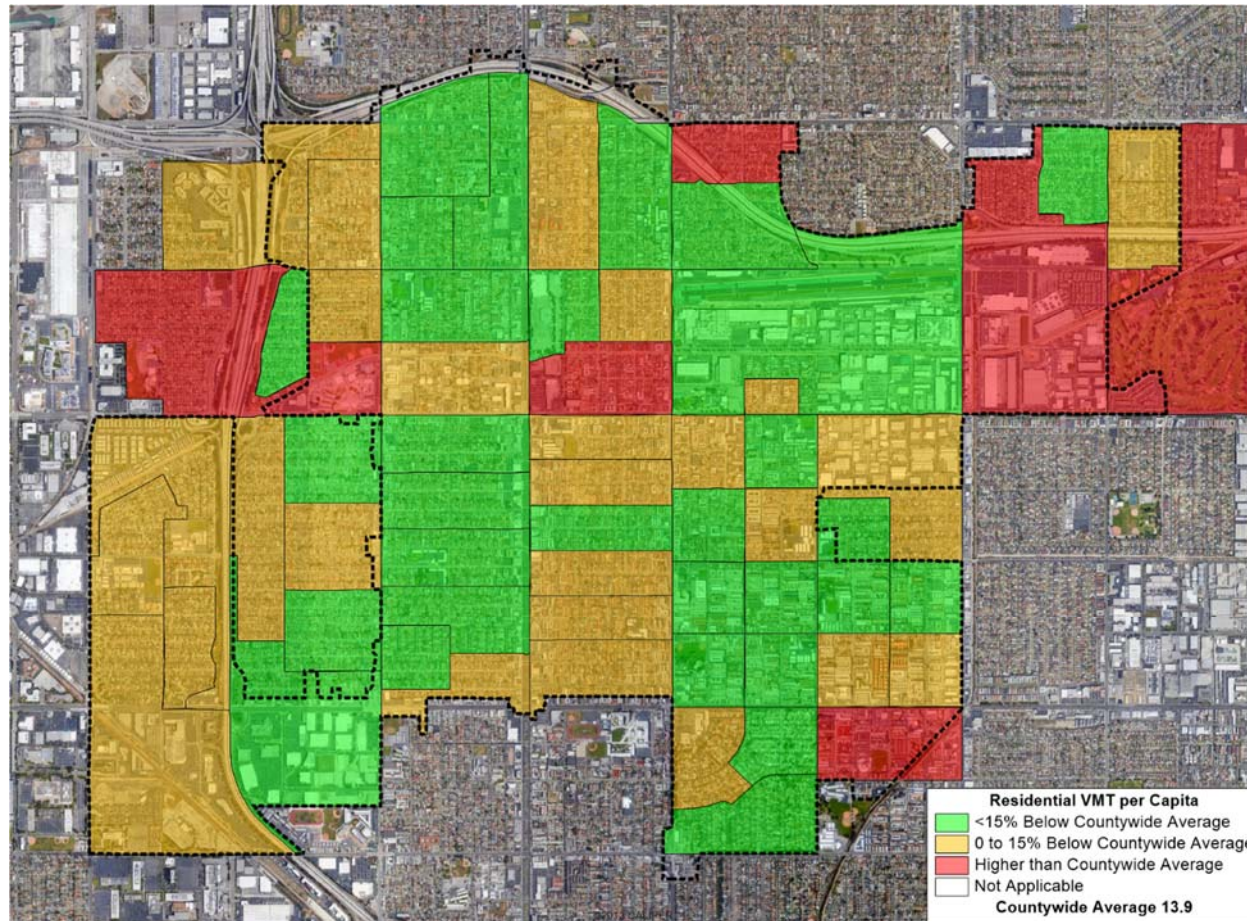 Residential VMT per Capita
<15% Below Countywide Average
0 to 15% Below Countywide Average
Higher than Countywide Average
Not Applicable
Countywide Average 13.9